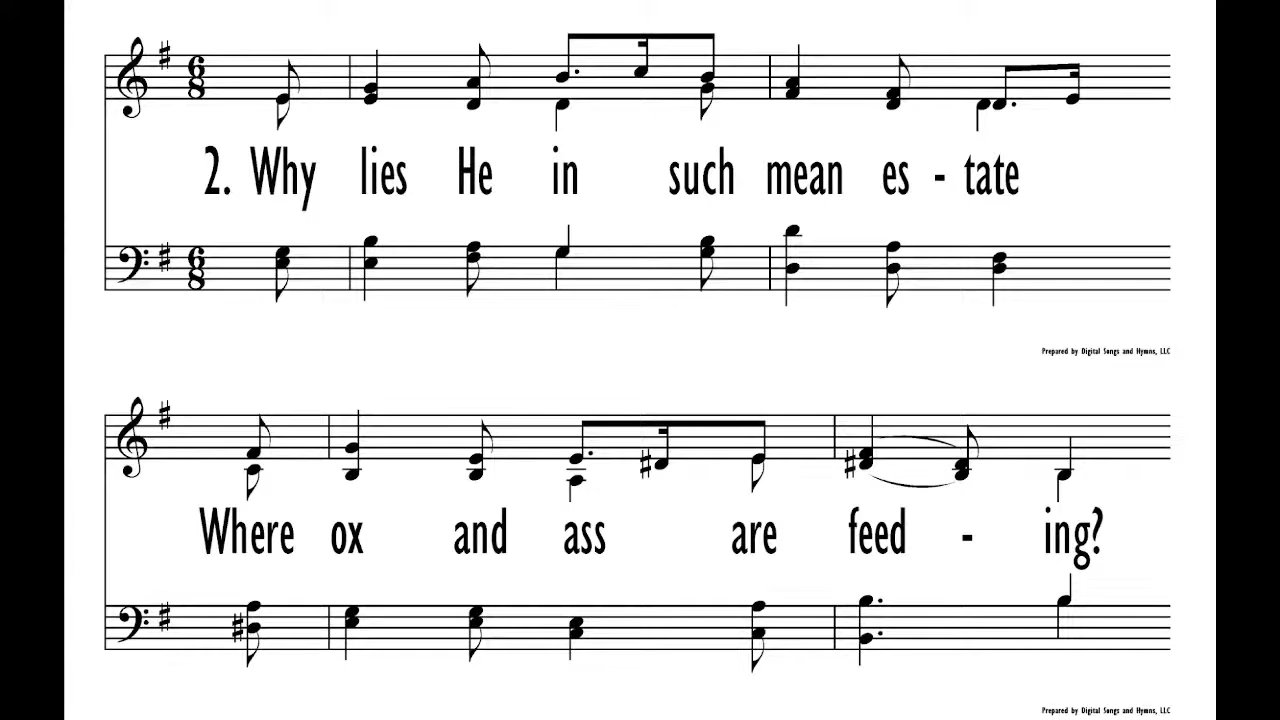 2. Why lies He in such mean es - tate
Prepared by Digital Songs and Hymns, LLC
Where ox and ass are feed - ing?
Prepared by Digital Songs and Hymns, LLC